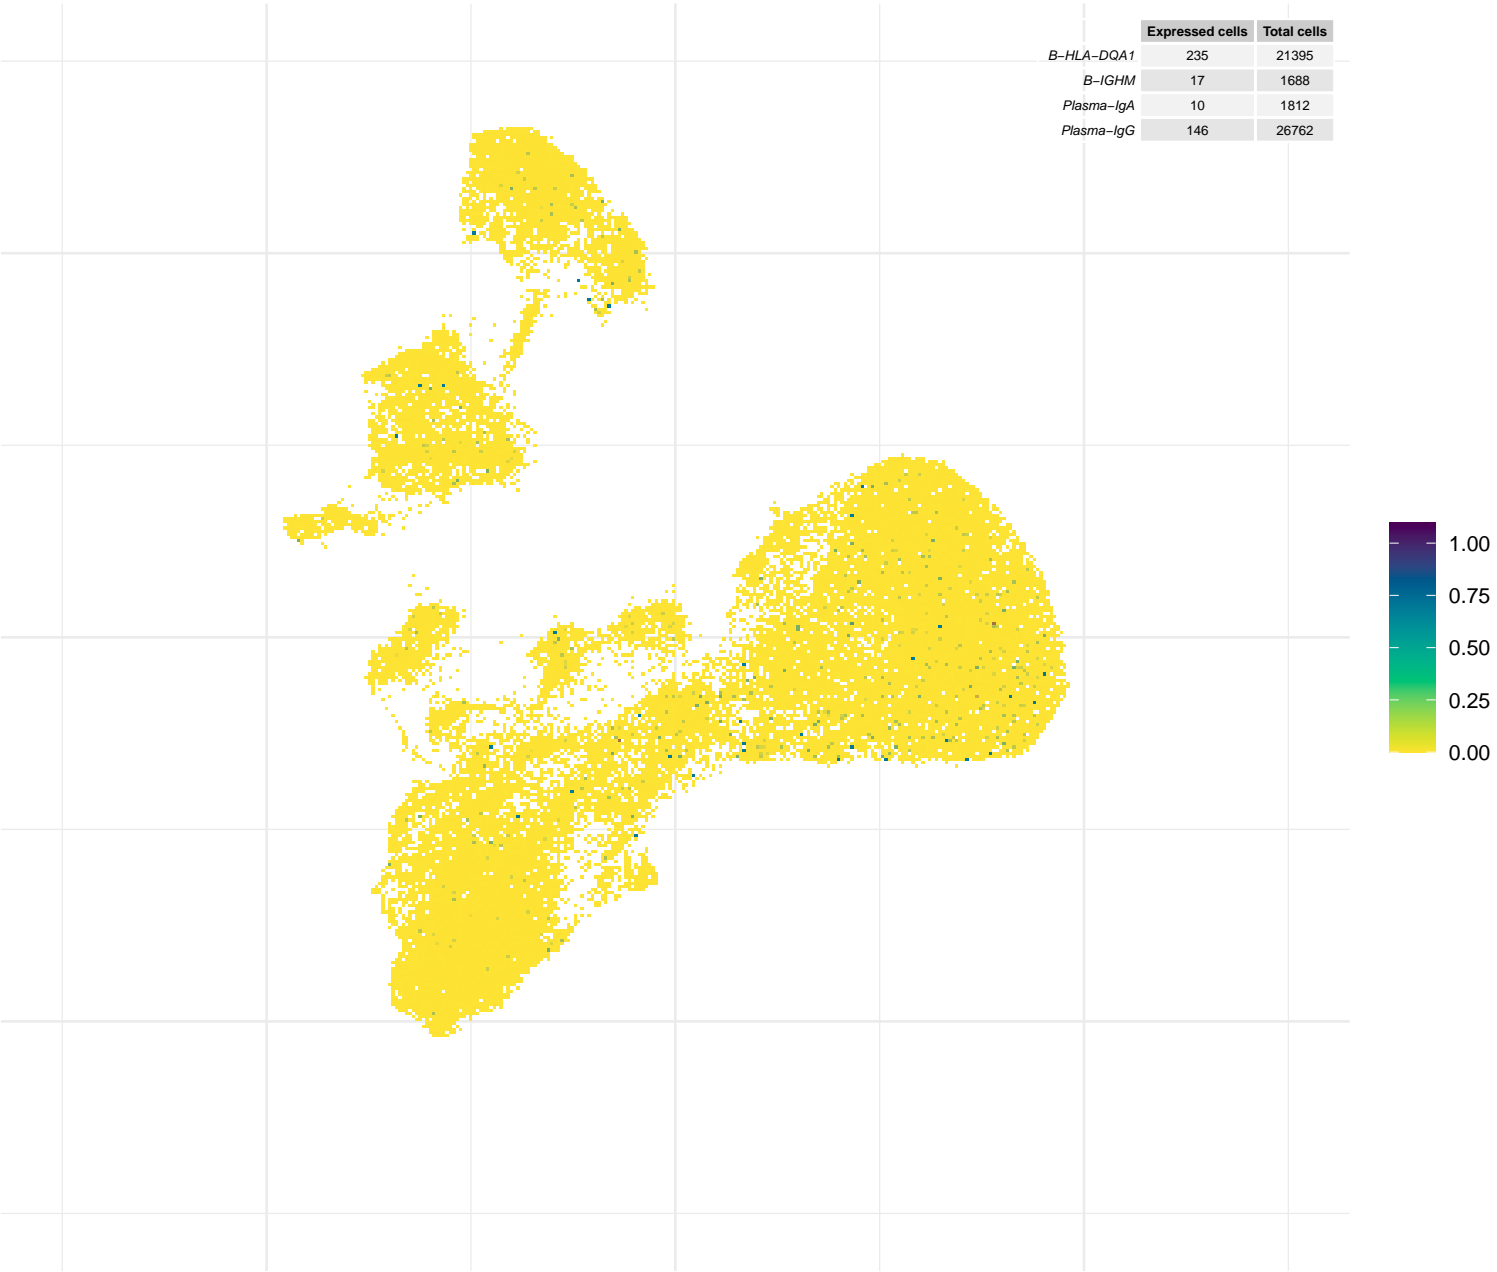 Expressed cells Total cells
B−HLA−DQA1 235 21395
B−IGHM 17 1688
Plasma−IgA 10 1812
Plasma−IgG 146 26762
1.00
0.75
0.50
0.25
0.00